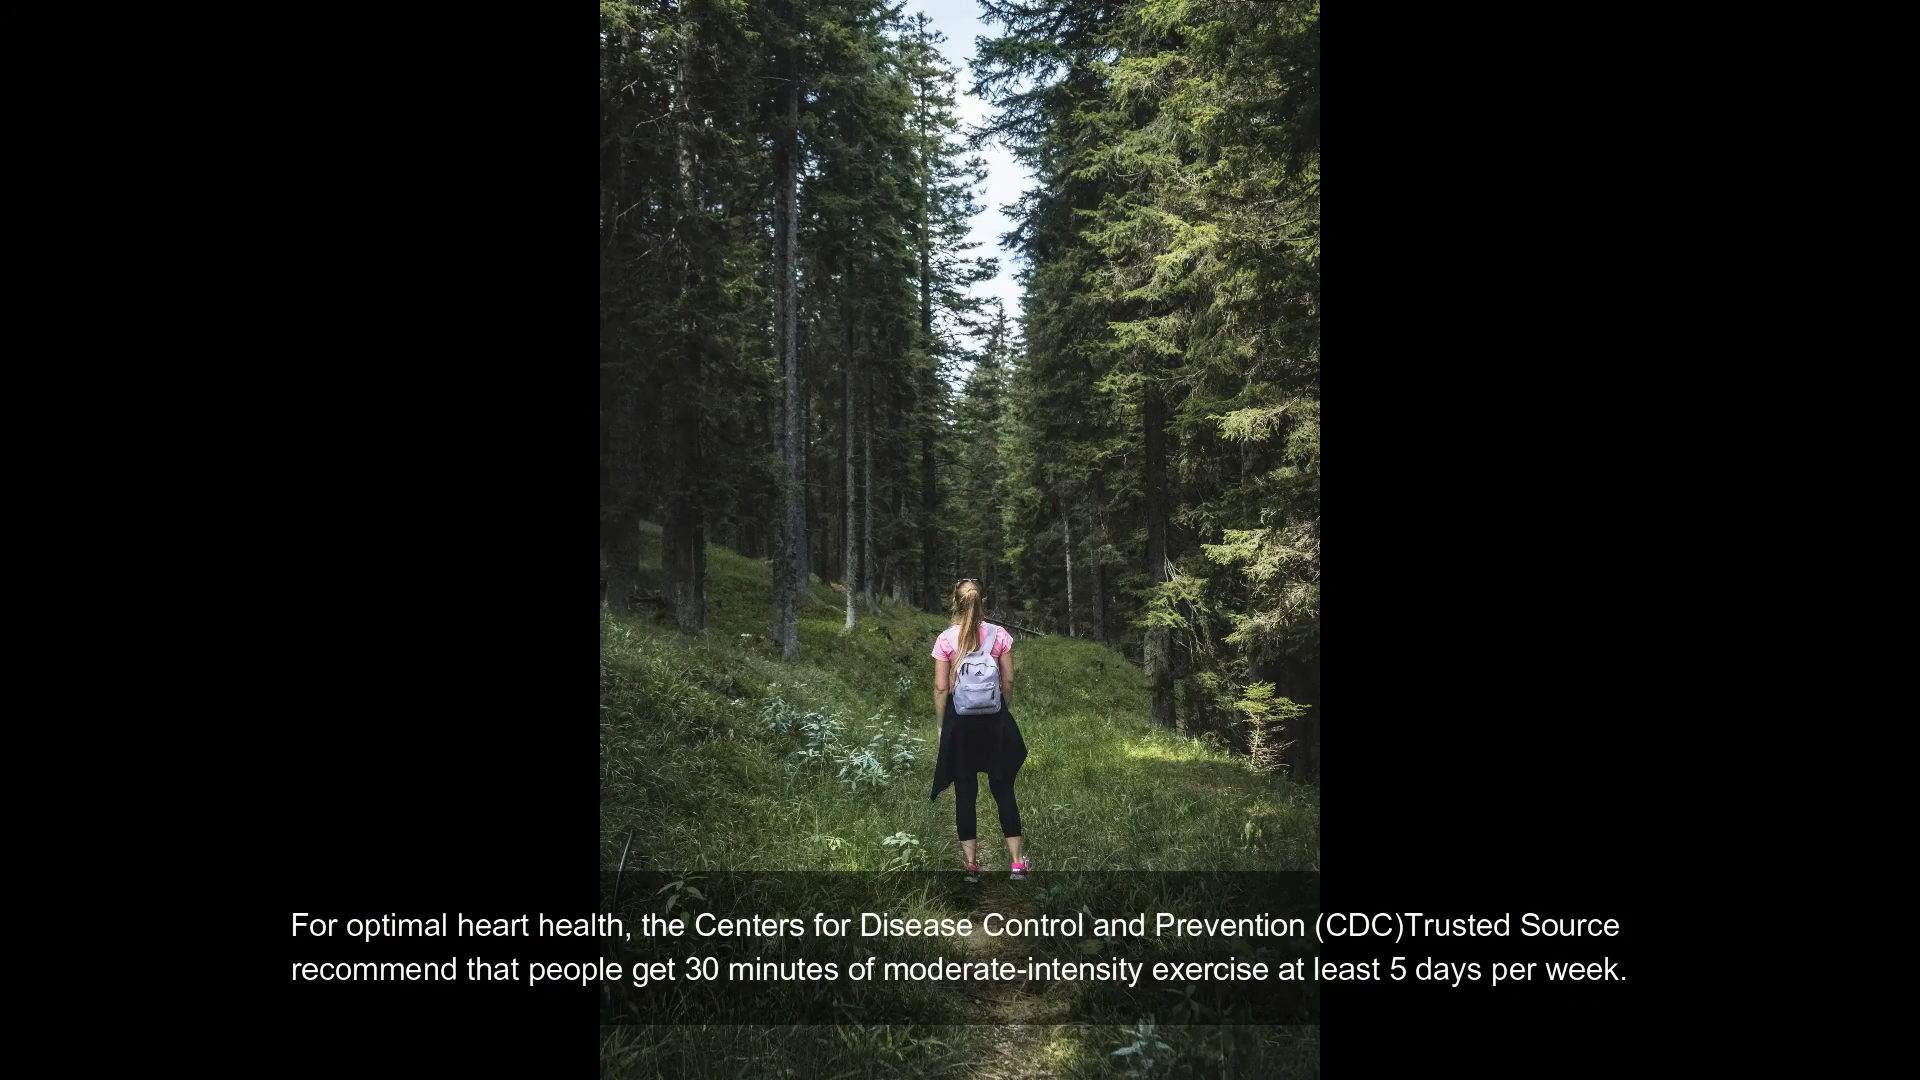 For optimal heart health, the Centers for Disease Control and Prevention (CDC)Trusted Source
recommend that people get 30 minutes of moderate-intensity exercise at least 5 days per week.